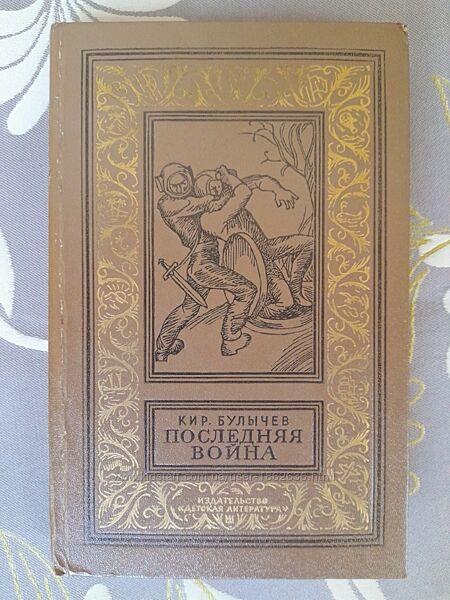 КИР. БУЛЫЧЕВ
ПОСЛЕДНЯЯ
ВОЙНА
ИЗДАТЕЛЬСТВО
«ДЕТСКАЯ ЛИТЕРАТУРА»